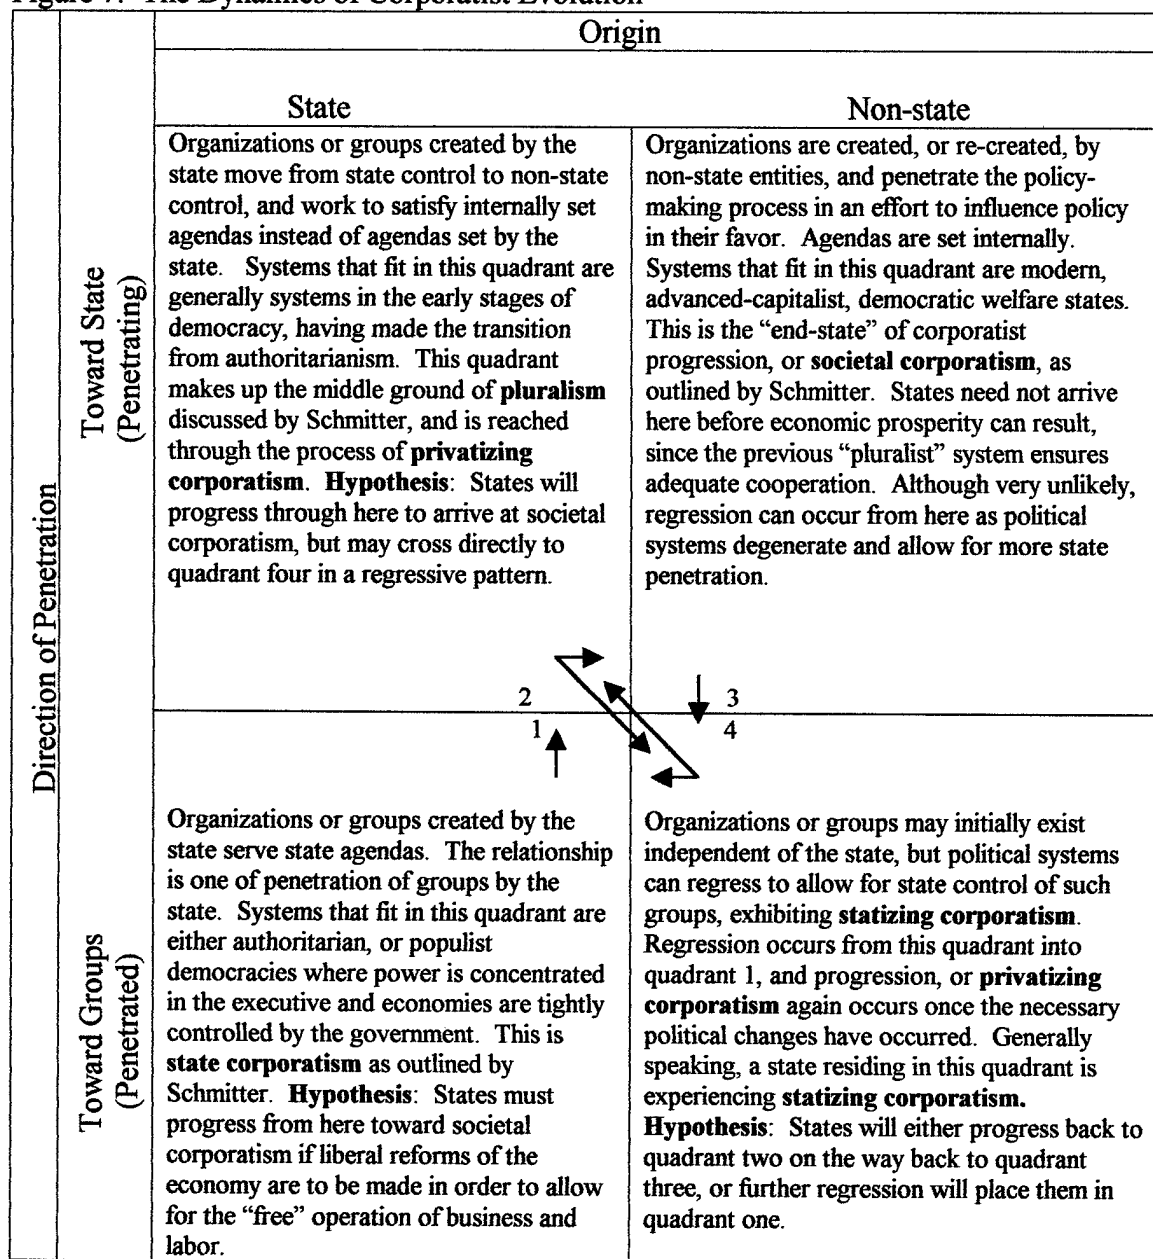 Figure 7: The Dynamics of Corporatist Evolution
Origin
State
Non-state
Direction of Penetration
Toward State
(Penetrating)
Organizations or groups created by the
state move from state control to non-state
control, and work to satisfy internally set
agendas instead of agendas set by the
state. Systems that fit in this quadrant are
generally systems in the early stages of
democracy, having made the transition
from authoritarianism. This quadrant
makes up the middle ground of pluralism
discussed by Schmitter, and is reached
through the process of privatizing
corporatism. Hypothesis: States will
progress through here to arrive at societal
corporatism, but may cross directly to
quadrant four in a regressive pattern.
2
Organizations are created, or re-created, by
non-state entities, and penetrate the policy-
making process in an effort to influence policy
in their favor. Agendas are set internally.
Systems that fit in this quadrant are modern,
advanced-capitalist, democratic welfare states.
This is the “end-state” of corporatist
progression, or societal corporatism, as
outlined by Schmitter. States need not arrive
here before economic prosperity can result,
since the previous “pluralist” system ensures
adequate cooperation. Although very unlikely,
regression can occur from here as political
systems degenerate and allow for more state
penetration.
3
Toward Groups
(Penetrated)
1
Organizations or groups created by the
state serve state agendas. The relationship
is one of penetration of groups by the
state. Systems that fit in this quadrant are
either authoritarian, or populist
democracies where power is concentrated
in the executive and economies are tightly
controlled by the government. This is
state corporatism as outlined by
Schmitter. Hypothesis: States must
progress from here toward societal
corporatism if liberal reforms of the
economy are to be made in order to allow
for the “free” operation of business and
labor.
4
Organizations or groups may initially exist
independent of the state, but political systems
can regress to allow for state control of such
groups, exhibiting statizing corporatism.
Regression occurs from this quadrant into
quadrant 1, and progression, or privatizing
corporatism again occurs once the necessary
political changes have occurred. Generally
speaking, a state residing in this quadrant is
experiencing statizing corporatism.
Hypothesis: States will either progress back to
quadrant two on the way back to quadrant
three, or further regression will place them in
quadrant one.